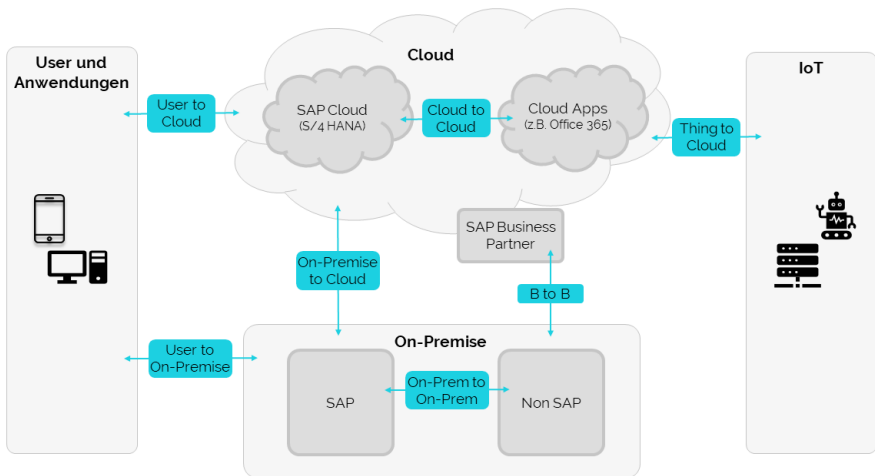 User und
Anwendungen
Cloud
IoT
User to
Cloud
SAP Cloud
(S/4 HANA)
Cloud to
Cloud
Cloud Apps
(z.B. Office 365)
Thing to
Cloud
SAP Business
Partner
On-Premise
to Cloud
B to B
On-Premise
User to
On-Premise
SAP
On-Prem to
On-Prem
Non SAP